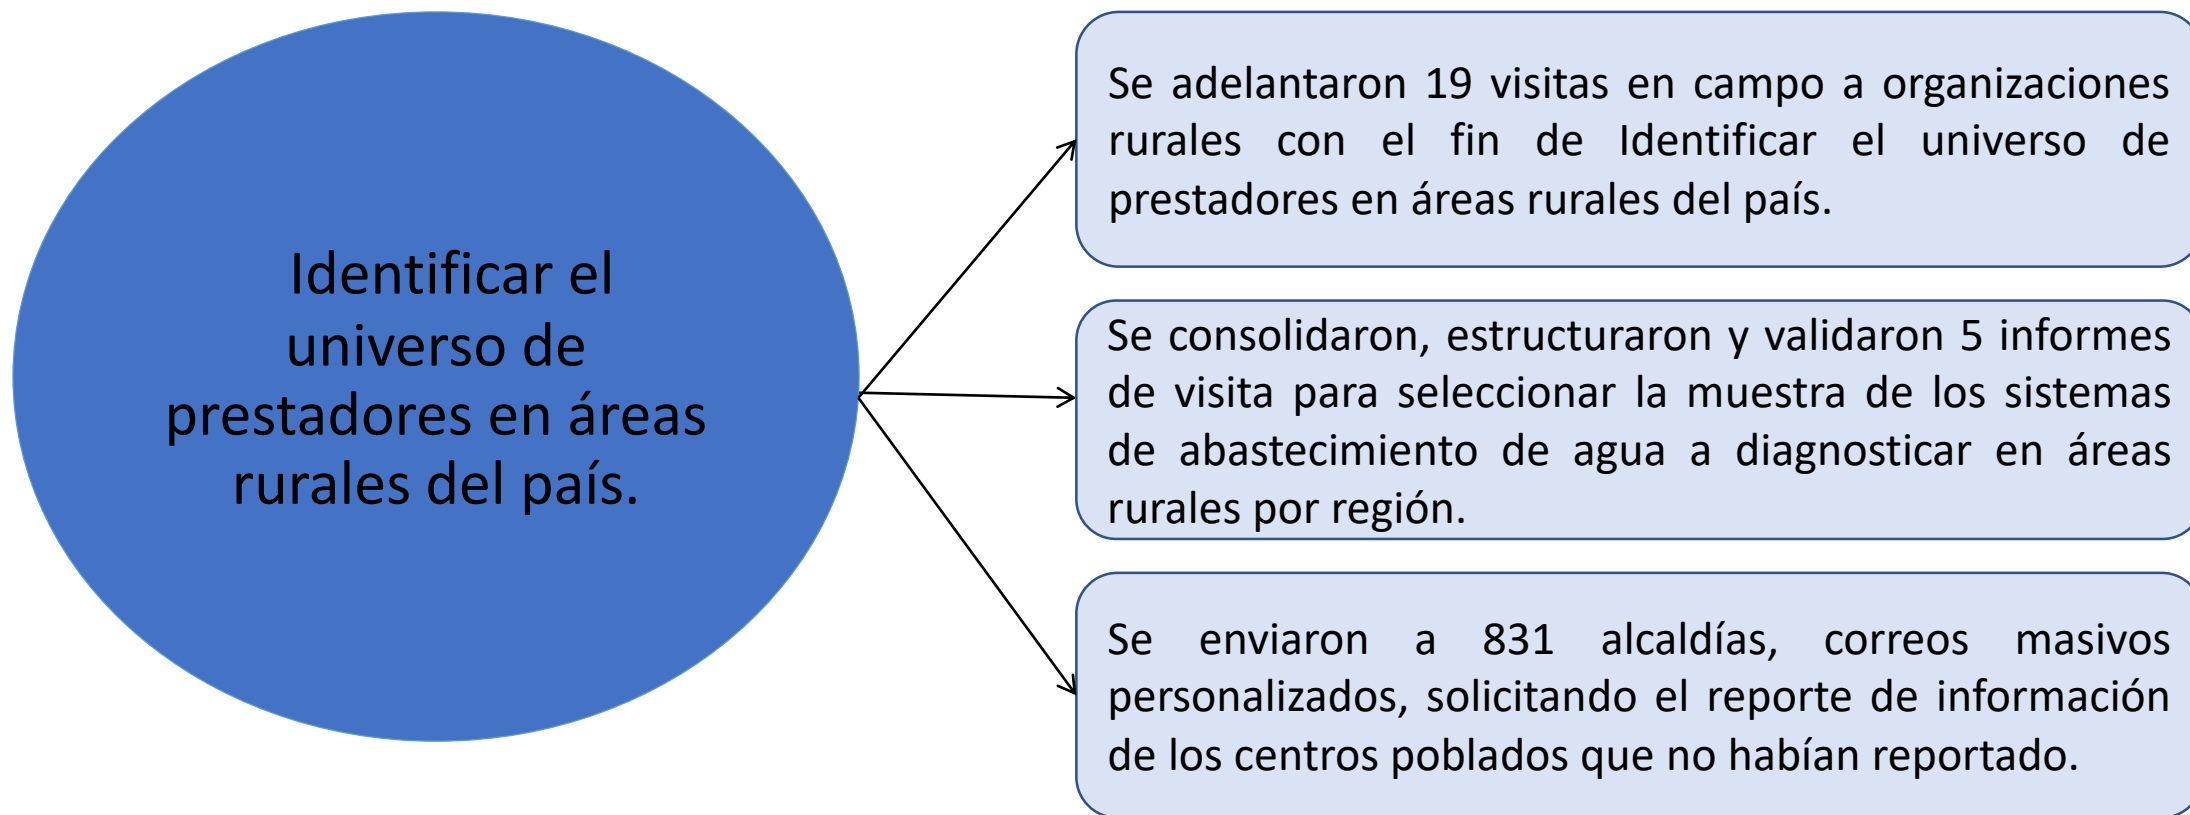 Identificar el
universo de
prestadores en áreas
rurales del país.
Se adelantaron 19 visitas en campo a organizaciones
rurales con el fin de Identificar el universo de
prestadores en áreas rurales del país.
Se consolidaron, estructuraron y validaron 5 informes
de visita para seleccionar la muestra de los sistemas
de abastecimiento de agua a diagnosticar en áreas
rurales por región.
Se enviaron a 831 alcaldías, correos masivos
personalizados, solicitando el reporte de información
de los centros poblados que no habían reportado.